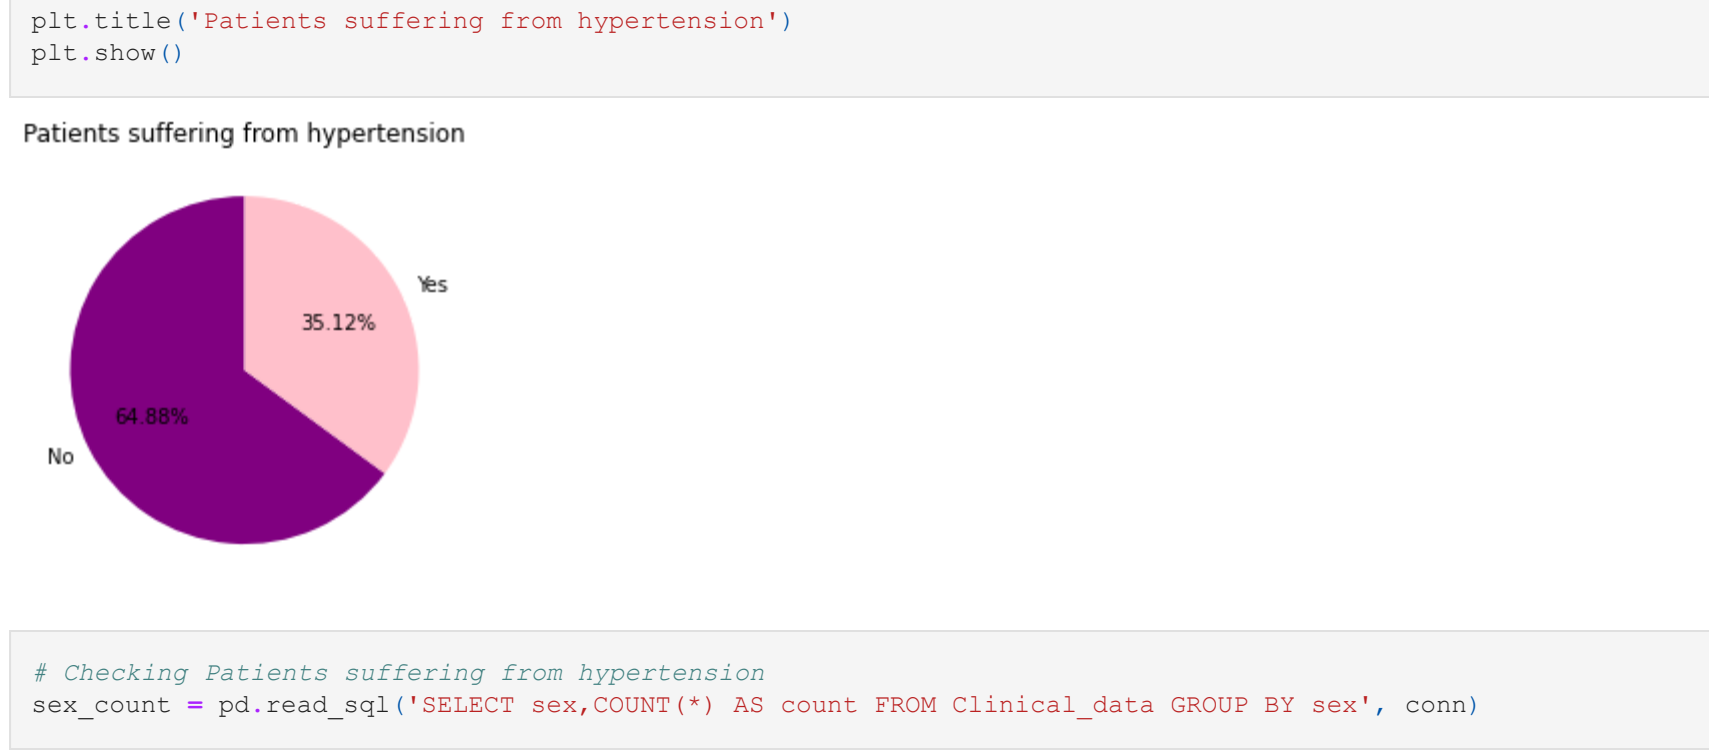 plt.title('Patients suffering from hypertension')
plt.show()
Patients suffering from hypertension
Yes
35.12%
64.88%
No
# Checking Patients suffering from hypertension
sex_count = pd.read_sql('SELECT sex,COUNT(*) AS count FROM Clinical_data GROUP BY sex', conn)